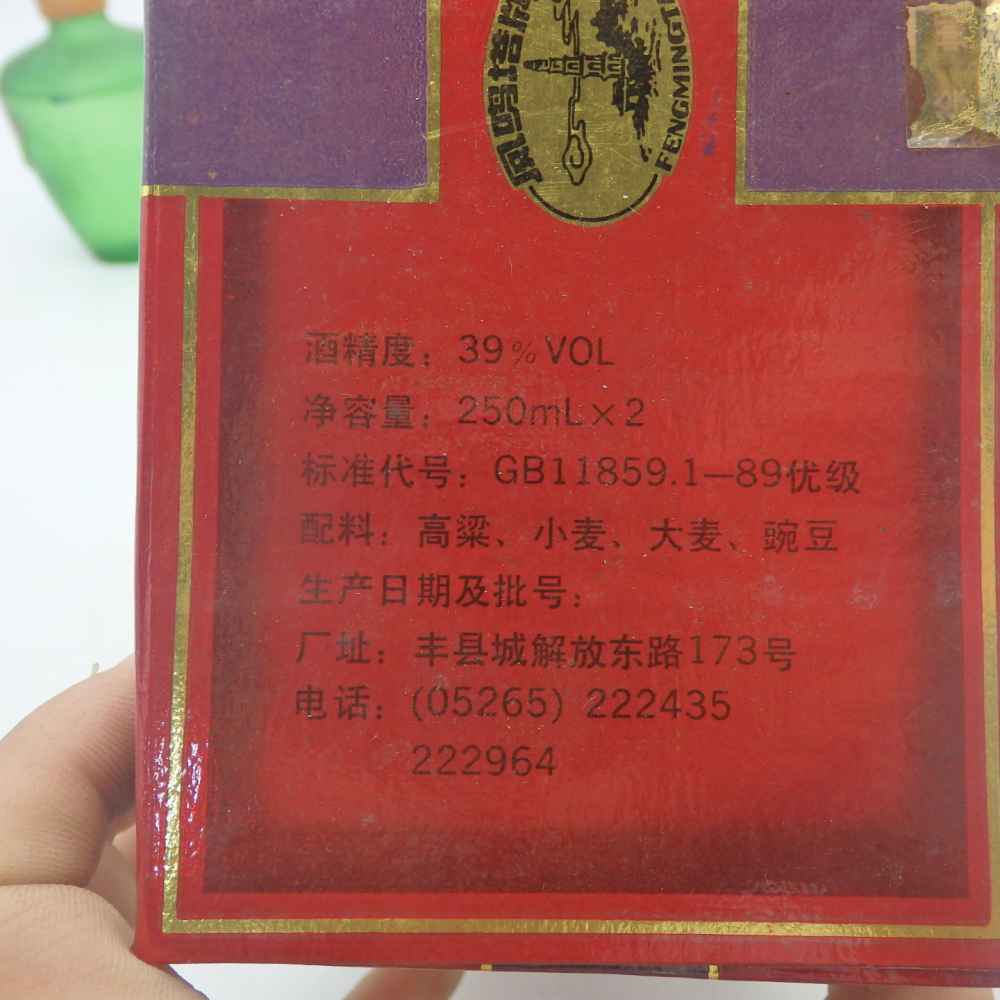 凤鸣塔牌
FENGMING
酒精度：39%VOL
净容量：250mL×2
标准代号：GB11859.1—89优级
配料：高粱、小麦、大麦、豌豆
生产日期及批号：
厂址：丰县城解放东路173号
电话：(05265) 222435
222964